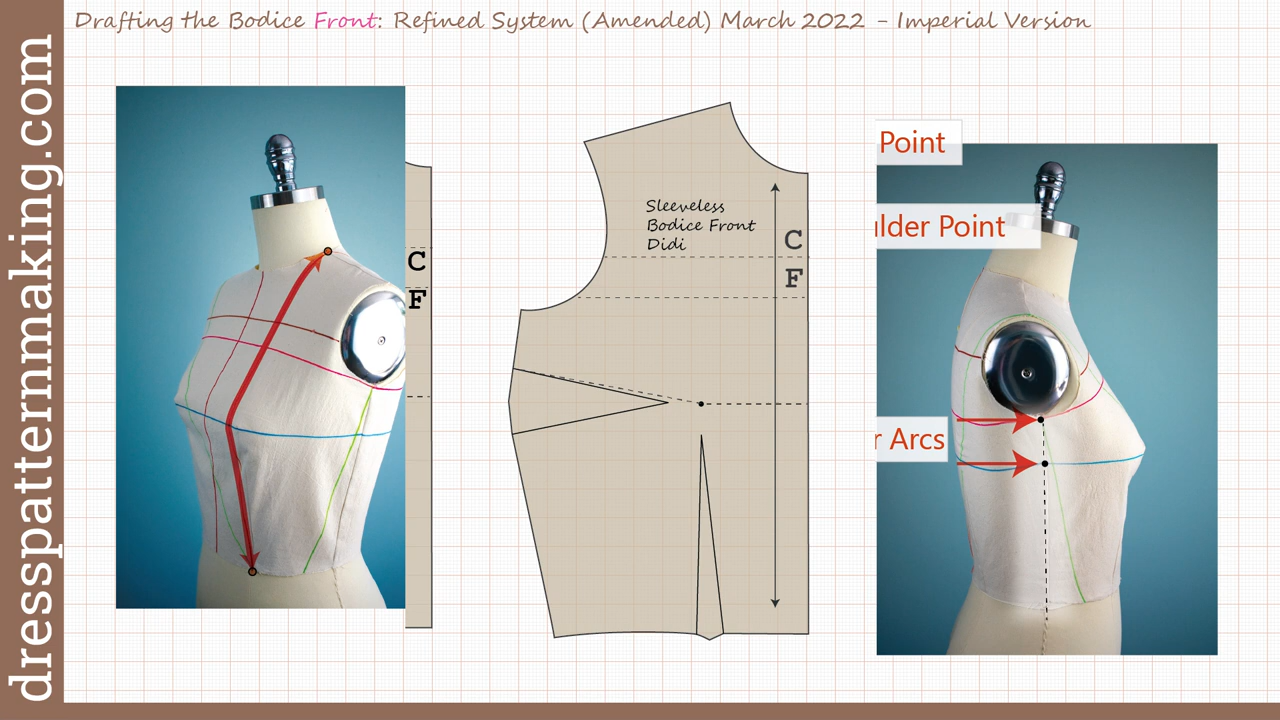 Drafting the Bodice Front: Refined System (Amended) March 2022 - Imperial Version
dresspatternmaking.com
C
F
Sleeveless
Bodice Front
Didi
C
F
Point
ulder Point
r Arcs